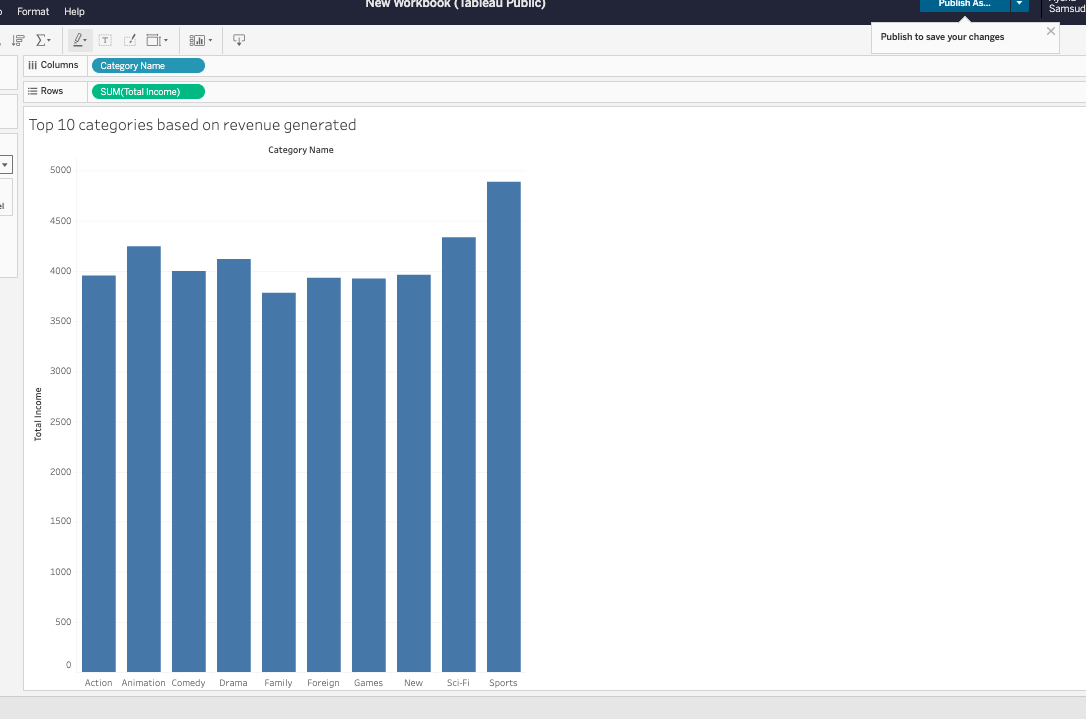 New Workbook (Tableau Public)
Publish As...
Format Help
Samsud
Publish to save your changes
Columns Category Name
Rows SUM(Total Income)
Top 10 categories based on revenue generated
Category Name
5000
4500
4000
3500
3000
2500
2000
1500
1000
500
0
Total Income
Action Animation Comedy Drama Family Foreign Games New Sci-Fi Sports